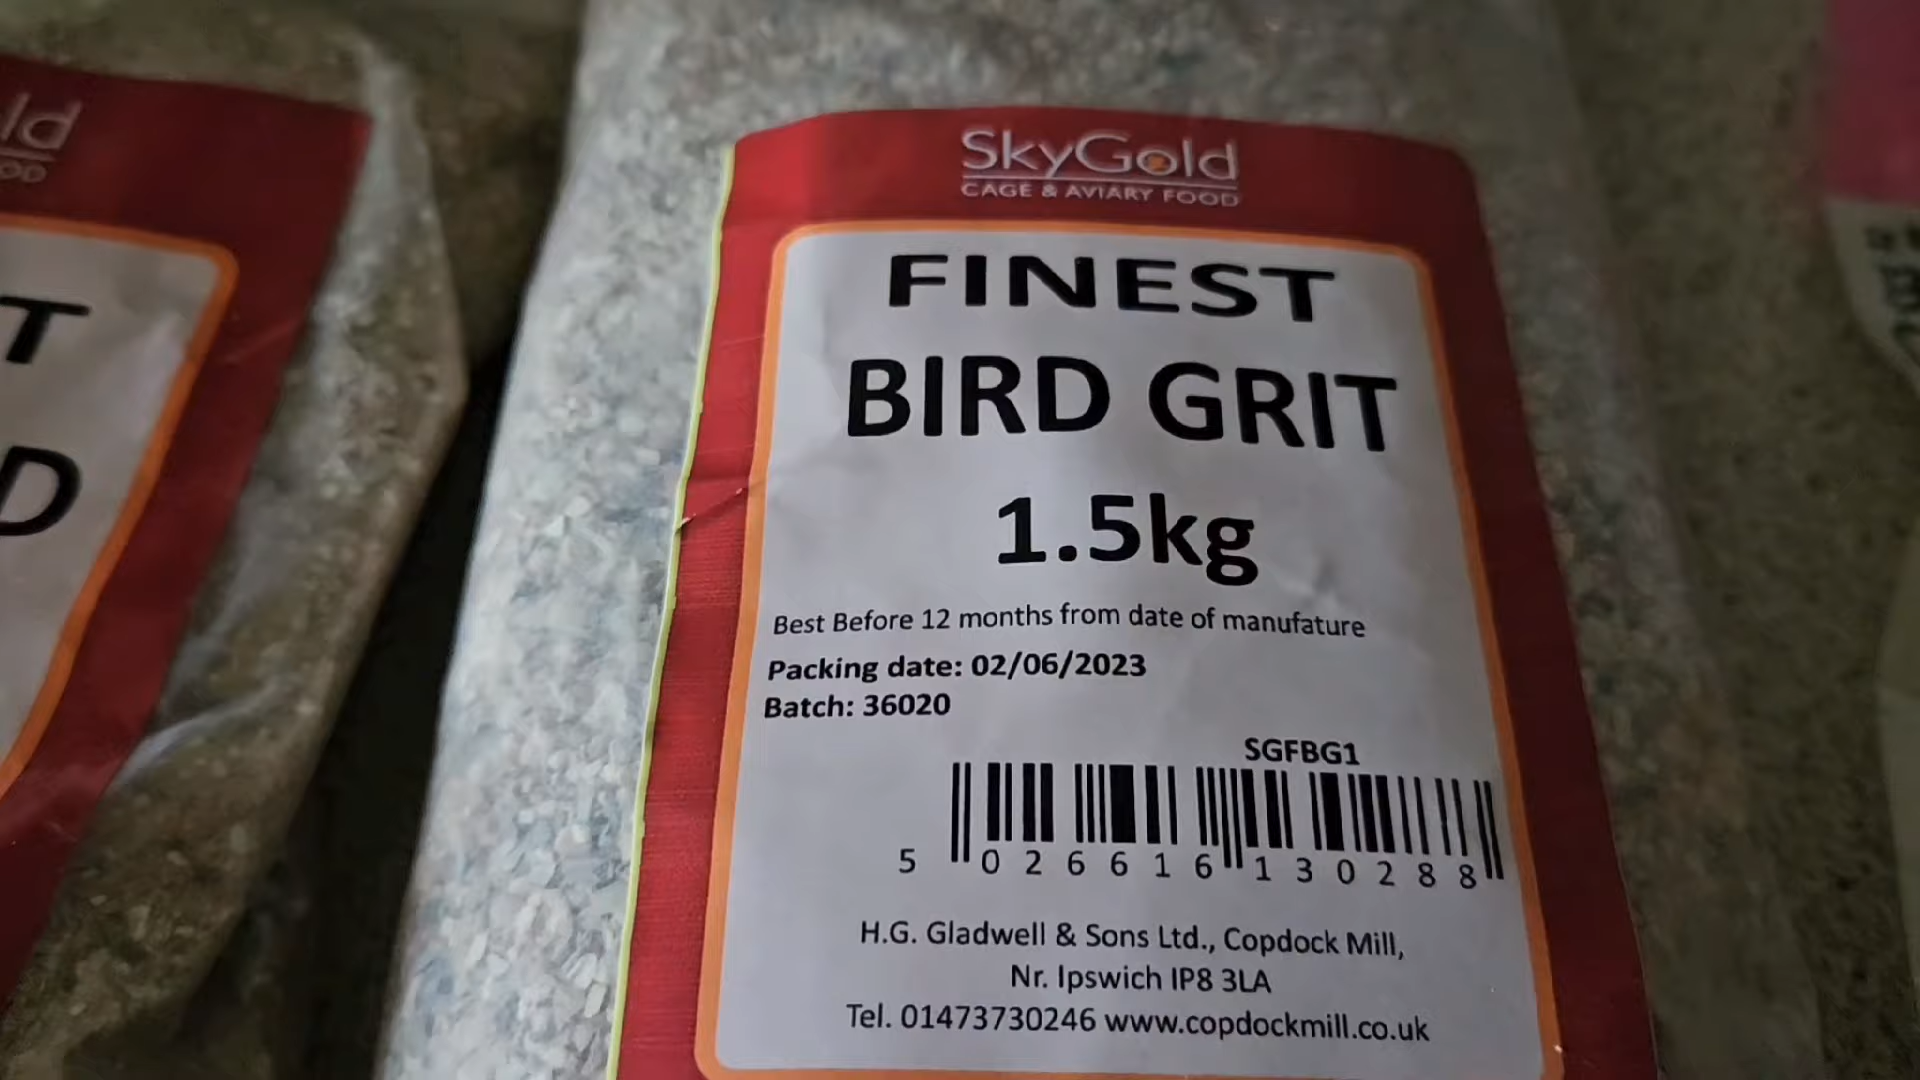 SkyGold
CAGE & AVIARY FOOD
FINEST
BIRD GRIT
1.5kg
Best Before 12 months from date of manufature
Packing date: 02/06/2023
Batch: 36020
SGFBG1
5 026616 130288
H.G. Gladwell & Sons Ltd., Copdock Mill,
Nr. Ipswich IP8 3LA
Tel. 01473730246 www.copdockmill.co.uk
ld
OD
T
D